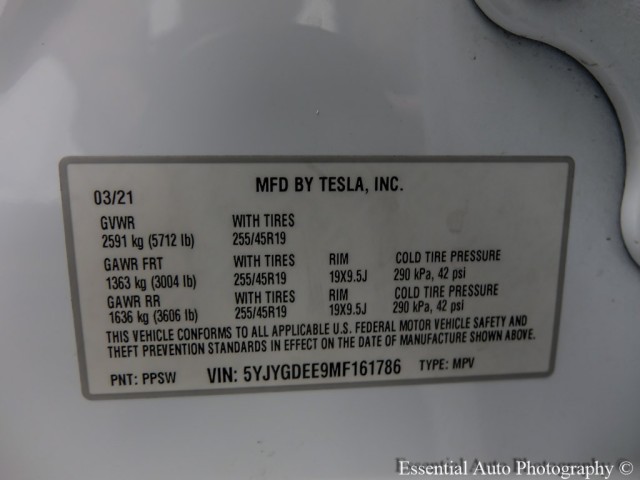 03/21 MFD BY TESLA, INC.
GVWR WITH TIRES
2591 kg (5712 lb) 255/45R19
GAWR FRT WITH TIRES RIM COLD TIRE PRESSURE
1363 kg (3004 lb) 255/45R19 19X9.5J 290 kPa, 42 psi
GAWR RR WITH TIRES RIM COLD TIRE PRESSURE
1636 kg (3606 lb) 255/45R19 19X9.5J 290 kPa, 42 psi
THIS VEHICLE CONFORMS TO ALL APPLICABLE U.S. FEDERAL MOTOR VEHICLE SAFETY AND
THEFT PREVENTION STANDARDS IN EFFECT ON THE DATE OF MANUFACTURE SHOWN ABOVE.
PNT: PPSW VIN: 5YJYGDEE9MF161786 TYPE: MPV
Essential Auto Photography ©